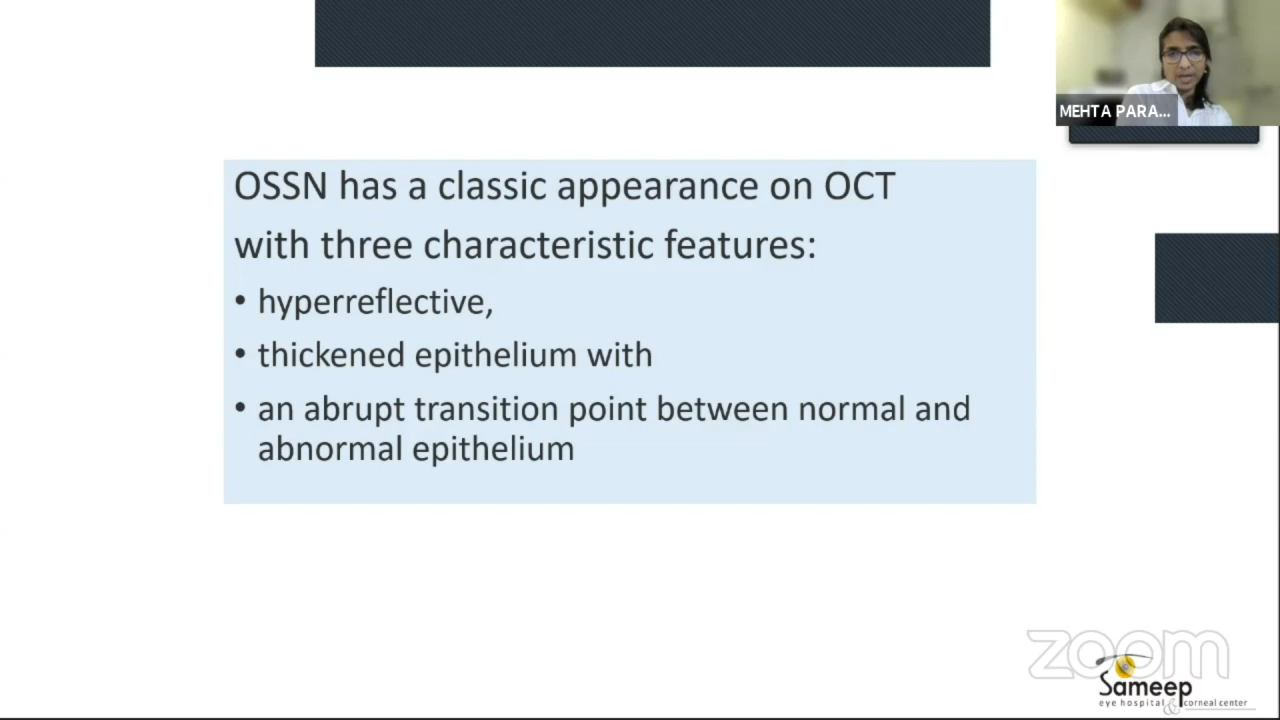 MEHTA PARA...
OSSN has a classic appearance on OCT
with three characteristic features:
• hyperreflective,
• thickened epithelium with
• an abrupt transition point between normal and
abnormal epithelium
zoom
Sameep
eye hospital & corneal center